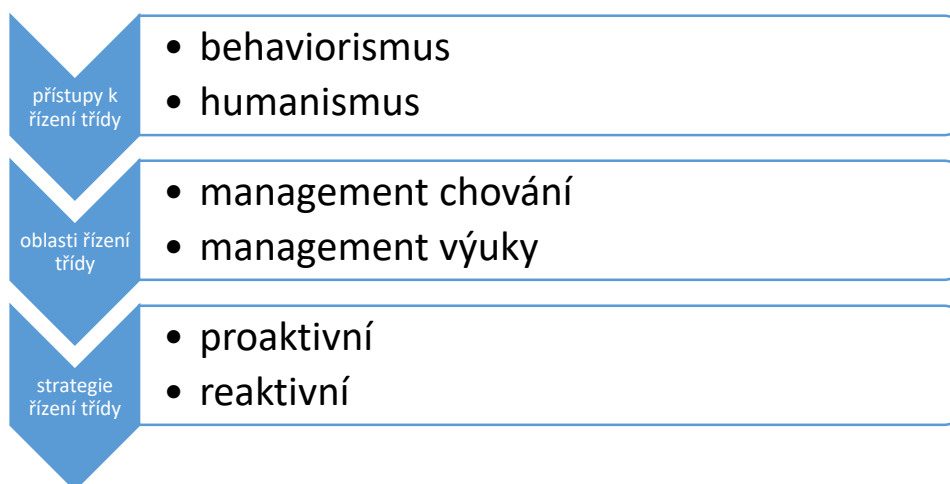 přístupy k
řízení třídy
• behaviorismus
• humanismus
oblasti řízení
třídy
• management chování
• management výuky
strategie
řízení třídy
• proaktivní
• reaktivní